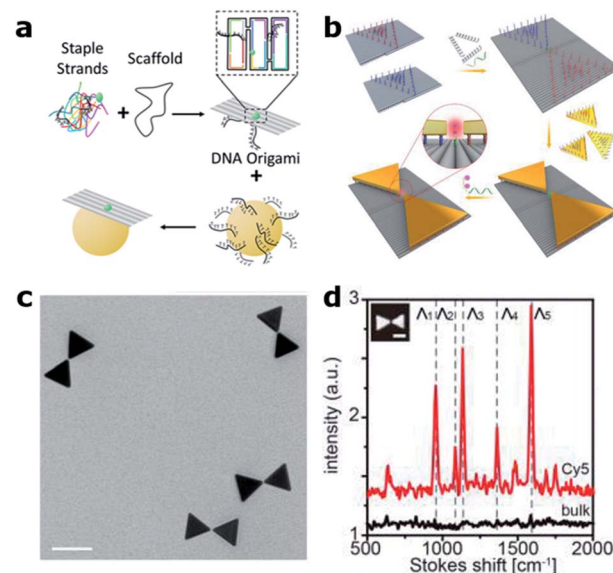 a
Staple
Strands
Scaffold
+
DNA Origami
+
b
c
d
3
2
1
intensity (a.u.)
Λ1
Λ2
Λ3
Λ4
Λ5
Cy5
bulk
500
1000
1500
2000
Stokes shift [cm-1]